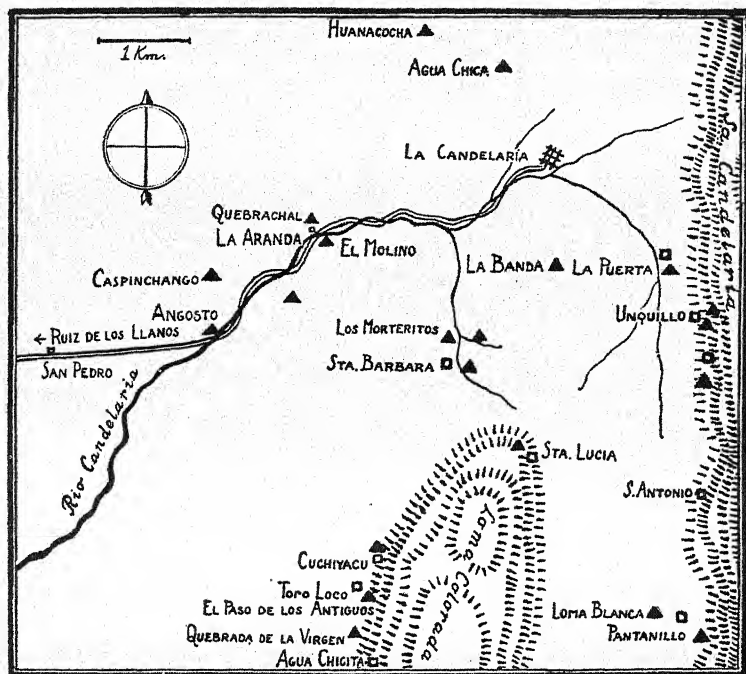 HUANACOCHA
1 Km.
AGUA CHICA
LA CANDELARÍA
Sa Candelaria
QUEBRACHAL
LA ARANDA
EL MOLINO
CASPINCHANGO
LA BANDA
LA PUERTA
ANGOSTO
← RUIZ DE LOS LLANOS
SAN PEDRO
LOS MORTERITOS
UNQUILLO
STA. BARBARA
Rio Candelaria
STA. LUCIA
S. ANTONIO
Loma Colorada
CUCHIYACU
TORO LOCO
EL PASO DE LOS ANTIGUOS
LOMA BLANCA
QUEBRADA DE LA VIRGEN
PANTANILLO
AGUA CHIGITA